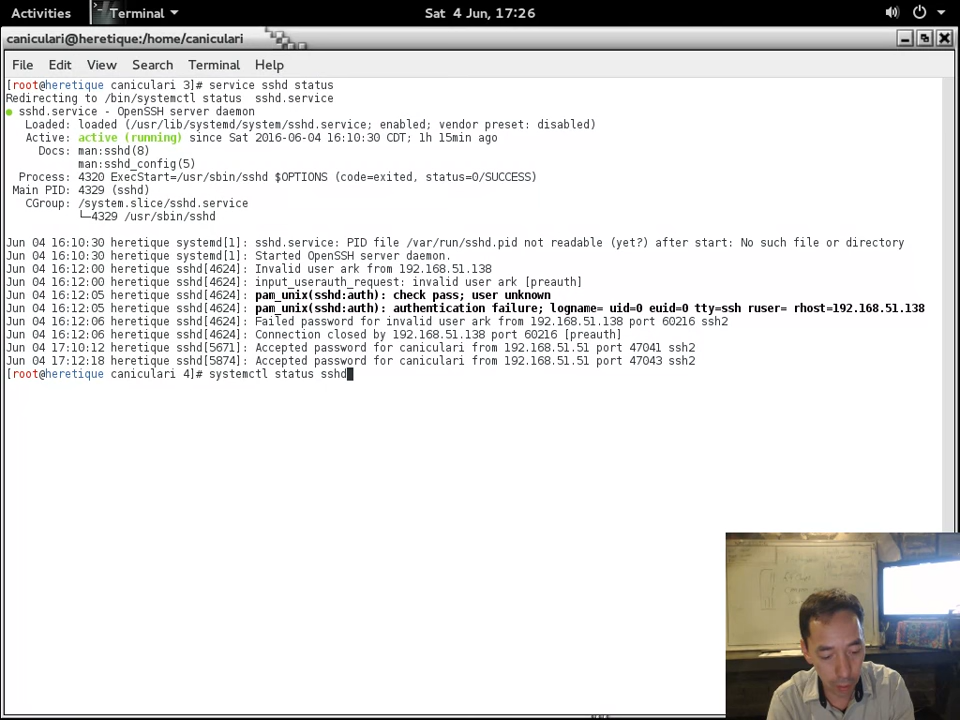 Activities
Terminal
Sat 4 Jun, 17:26
caniculari@heretique:/home/caniculari
File Edit View Search Terminal Help
[root@heretique caniculari 3]# service sshd status
Redirecting to /bin/systemctl status  sshd.service
● sshd.service - OpenSSH server daemon
   Loaded: loaded (/usr/lib/systemd/system/sshd.service; enabled; vendor preset: disabled)
   Active: active (running) since Sat 2016-06-04 16:10:30 CDT; 1h 15min ago
     Docs: man:sshd(8)
           man:sshd_config(5)
  Process: 4320 ExecStart=/usr/sbin/sshd $OPTIONS (code=exited, status=0/SUCCESS)
 Main PID: 4329 (sshd)
   CGroup: /system.slice/sshd.service
           └─4329 /usr/sbin/sshd
Jun 04 16:10:30 heretique systemd[1]: sshd.service: PID file /var/run/sshd.pid not readable (yet?) after start: No such file or directory
Jun 04 16:10:30 heretique systemd[1]: Started OpenSSH server daemon.
Jun 04 16:12:00 heretique sshd[4624]: Invalid user ark from 192.168.51.138
Jun 04 16:12:00 heretique sshd[4624]: input_userauth_request: invalid user ark [preauth]
Jun 04 16:12:05 heretique sshd[4624]: pam_unix(sshd:auth): check pass; user unknown
Jun 04 16:12:05 heretique sshd[4624]: pam_unix(sshd:auth): authentication failure; logname= uid=0 euid=0 tty=ssh ruser= rhost=192.168.51.138
Jun 04 16:12:06 heretique sshd[4624]: Failed password for invalid user ark from 192.168.51.138 port 60216 ssh2
Jun 04 16:12:06 heretique sshd[4624]: Connection closed by 192.168.51.138 port 60216 [preauth]
Jun 04 17:10:12 heretique sshd[5671]: Accepted password for caniculari from 192.168.51.51 port 47041 ssh2
Jun 04 17:12:18 heretique sshd[5874]: Accepted password for caniculari from 192.168.51.51 port 47043 ssh2
[root@heretique caniculari 4]# systemctl status sshd